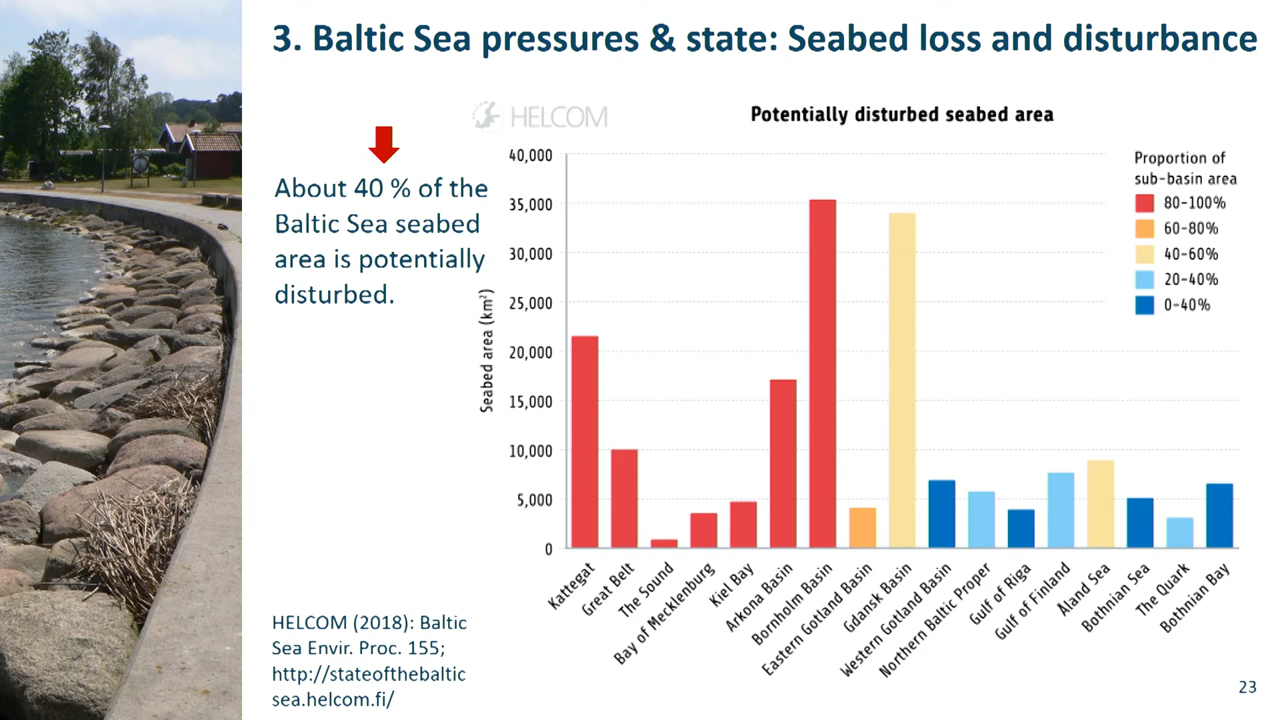 3. Baltic Sea pressures & state: Seabed loss and disturbance
About 40 % of the
Baltic Sea seabed
area is potentially
disturbed.
HELCOM (2018): Baltic
Sea Envir. Proc. 155;
http://stateofthebaltic
sea.helcom.fi/
HELCOM
Potentially disturbed seabed area
Seabed area (km²)
40,000
35,000
30,000
25,000
20,000
15,000
10,000
5,000
0
Kattegat
Great Belt
The Sound
Bay of Mecklenburg
Kiel Bay
Arkona Basin
Bornholm Basin
Eastern Gotland Basin
Gdansk Basin
Western Gotland Basin
Northern Baltic Proper
Gulf of Riga
Gulf of Finland
Aland Sea
Bothnian Sea
The Quark
Bothnian Bay
Proportion of
sub-basin area
80-100%
60-80%
40-60%
20-40%
0-40%
23